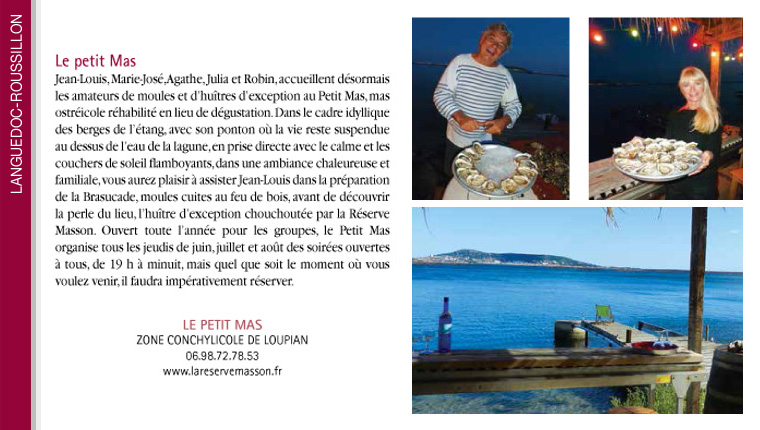 LANGUEDOC-ROUSSILLON
Le petit Mas
Jean-Louis, Marie-José, Agathe, Julia et Robin, accueillent désormais
les amateurs de moules et d'huîtres d'exception au Petit Mas, mas
ostréicole réhabilité en lieu de dégustation. Dans le cadre idyllique
des berges de l'étang, avec son ponton où la vie reste suspendue
au dessus de l'eau de la lagune, en prise directe avec le calme et les
couchers de soleil flamboyants, dans une ambiance chaleureuse et
familiale, vous aurez plaisir à assister Jean-Louis dans la préparation
de la Brasucade, moules cuites au feu de bois, avant de découvrir
la perle du lieu, l'huître d'exception chouchoutée par la Réserve
Masson. Ouvert toute l'année pour les groupes, le Petit Mas
organise tous les jeudis de juin, juillet et août des soirées ouvertes
à tous, de 19 h à minuit, mais quel que soit le moment où vous
voulez venir, il faudra impérativement réserver.
LE PETIT MAS
ZONE CONCHYLICOLE DE LOUPIAN
06.98.72.78.53
www.lareservemasson.fr